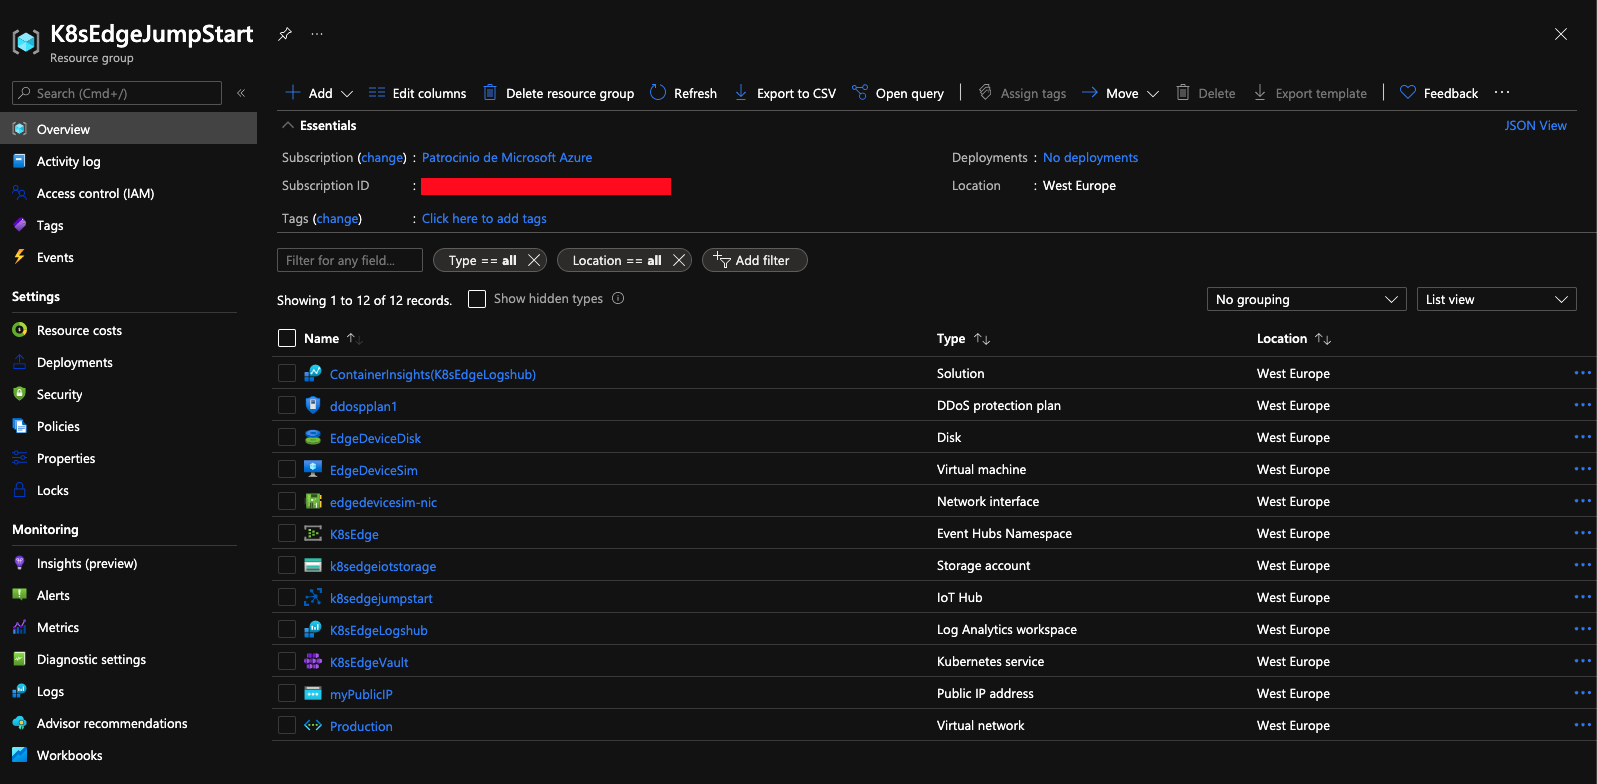 K8sEdgeJumpStart
Resource group
Search (Cmd+/)
Overview
Activity log
Access control (IAM)
Tags
Events
Settings
Resource costs
Deployments
Security
Policies
Properties
Locks
Monitoring
Insights (preview)
Alerts
Metrics
Diagnostic settings
Logs
Advisor recommendations
Workbooks
Add Edit columns Delete resource group Refresh Export to CSV Open query Assign tags Move Delete Export template Feedback
Essentials JSON View
Subscription (change) : Patrocinio de Microsoft Azure Deployments : No deployments
Subscription ID : Location : West Europe
Tags (change) : Click here to add tags
Filter for any field... Type == all Location == all Add filter
Showing 1 to 12 of 12 records. Show hidden types No grouping List view
Name Type Location
ContainerInsights(K8sEdgeLogshub) Solution West Europe
ddospplan1 DDoS protection plan West Europe
EdgeDeviceDisk Disk West Europe
EdgeDeviceSim Virtual machine West Europe
edgedevicesim-nic Network interface West Europe
K8sEdge Event Hubs Namespace West Europe
k8sedgeiotstorage Storage account West Europe
k8sedgejumpstart IoT Hub West Europe
K8sEdgeLogshub Log Analytics workspace West Europe
K8sEdgeVault Kubernetes service West Europe
myPublicIP Public IP address West Europe
Production Virtual network West Europe